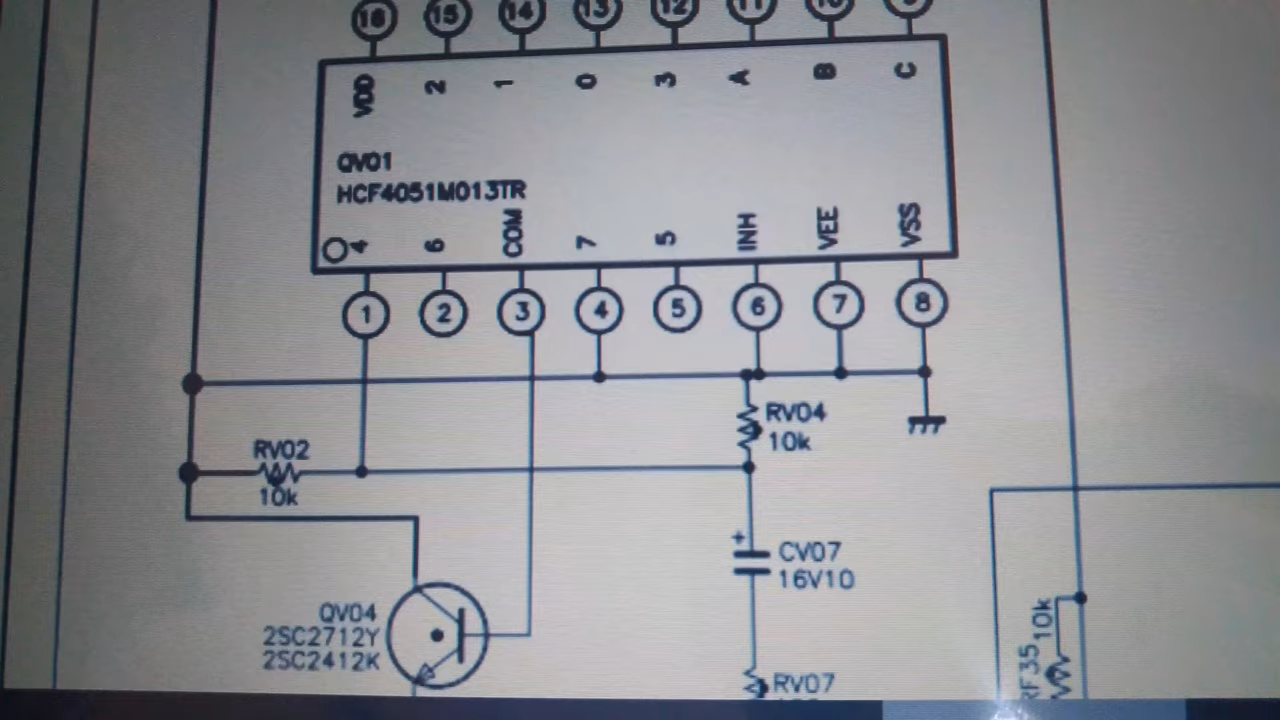 16 15 14 13 12 11 10
VDD 2 1 0 3 A B C
QV01
HCF4051M013TR
4 6 COM 7 5 INH VEE VSS
1 2 3 4 5 6 7 8
RV04
10k
RV02
10k
+
CV07
16V10
QV04
2SC2712Y
2SC2412K
RV07
RF35
10k